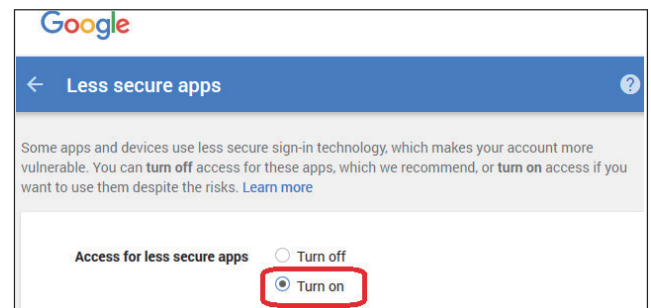 Google
Less secure apps
Some apps and devices use less secure sign-in technology, which makes your account more
vulnerable. You can turn off access for these apps, which we recommend, or turn on access if you
want to use them despite the risks. Learn more
Access for less secure apps Turn off
Turn on